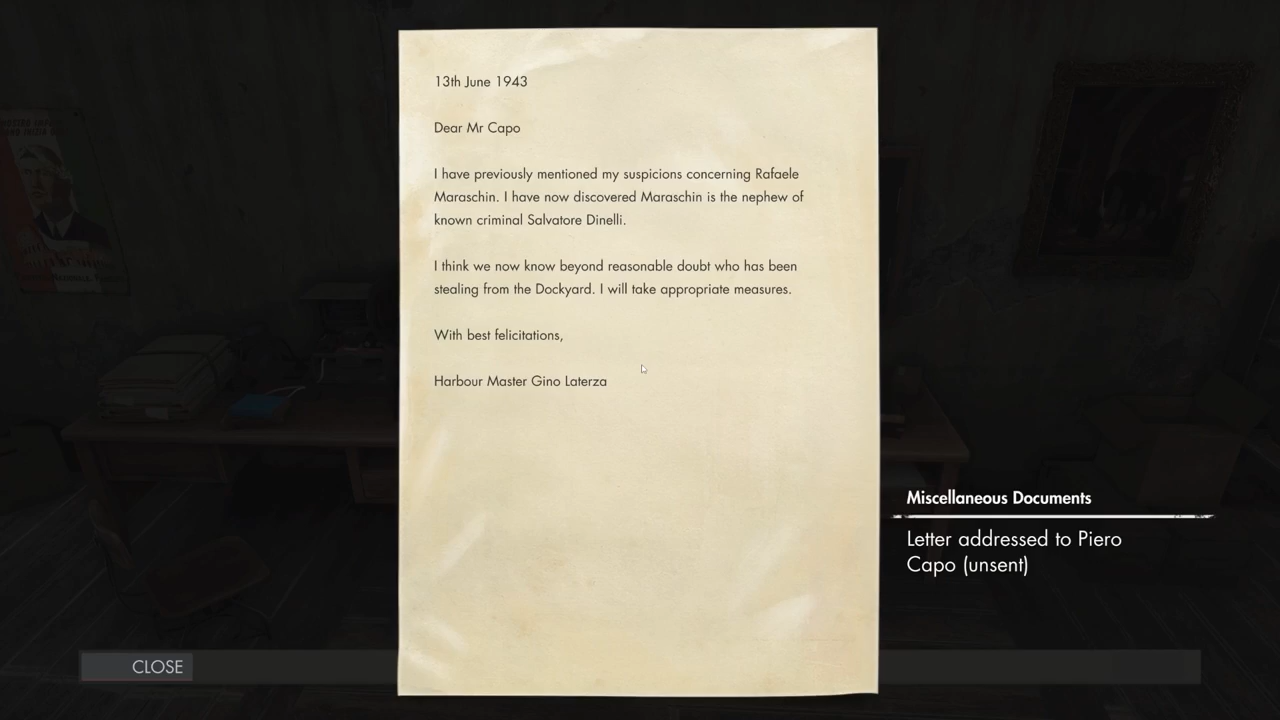 13th June 1943
Dear Mr Capo
I have previously mentioned my suspicions concerning Rafaele
Maraschin. I have now discovered Maraschin is the nephew of
known criminal Salvatore Dinelli.
I think we now know beyond reasonable doubt who has been
stealing from the Dockyard. I will take appropriate measures.
With best felicitations,
Harbour Master Gino Laterza
Miscellaneous Documents
Letter addressed to Piero
Capo (unsent)
CLOSE